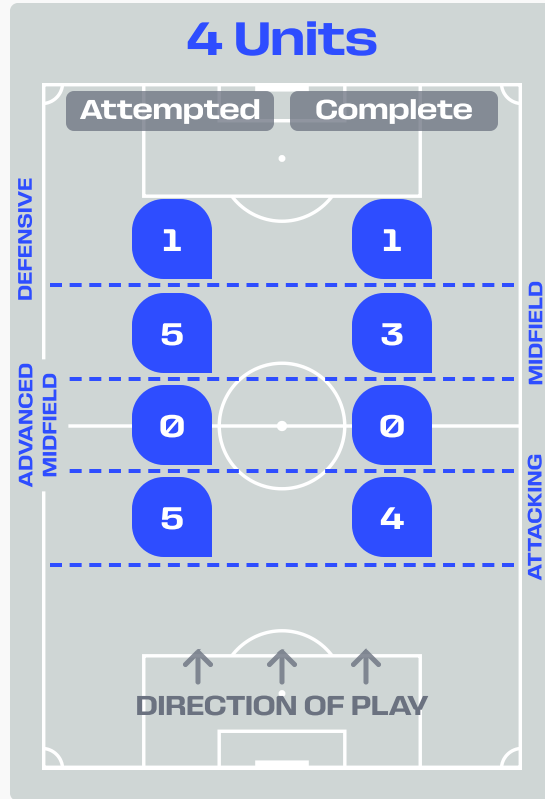 4 Units
Attempted Complete
DEFENSIVE
1 1
MIDFIELD
5 3
ADVANCED
MIDFIELD
0 0
ATTACKING
5 4
DIRECTION OF PLAY